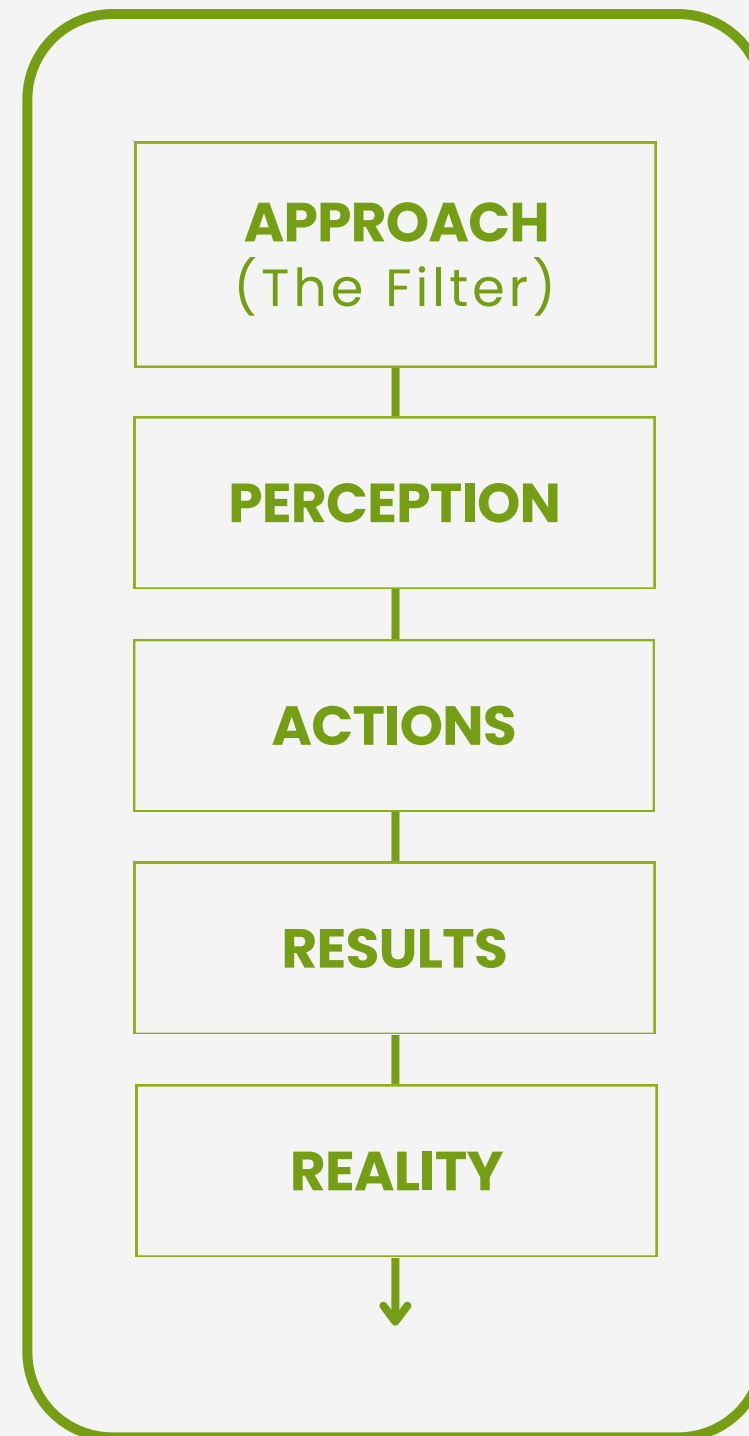 APPROACH
(The Filter)
PERCEPTION
ACTIONS
RESULTS
REALITY